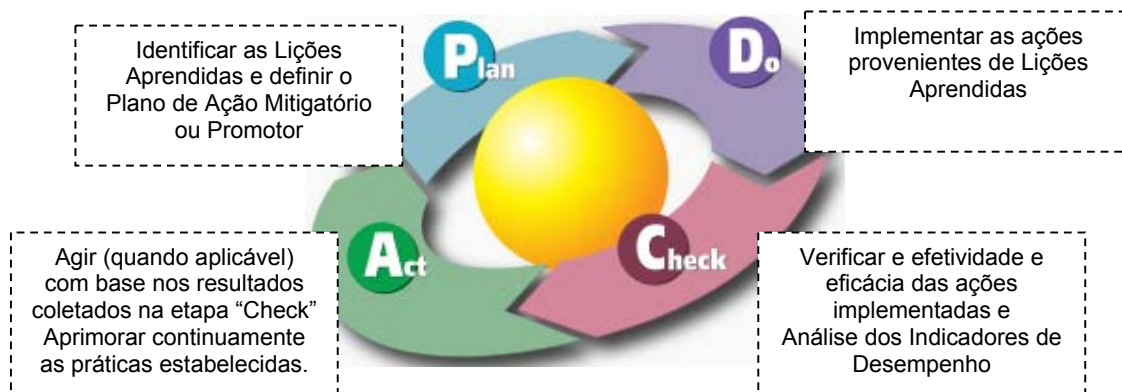 Identificar as Lições
Aprendidas e definir o
Plano de Ação Mitigatório
ou Promotor
Plan
Do
Implementar as ações
provenientes de Lições
Aprendidas
Agir (quando aplicável)
com base nos resultados
coletados na etapa “Check”
Aprimorar continuamente
as práticas estabelecidas.
Act
Check
Verificar e efetividade e
eficácia das ações
implementadas e
Análise dos Indicadores de
Desempenho